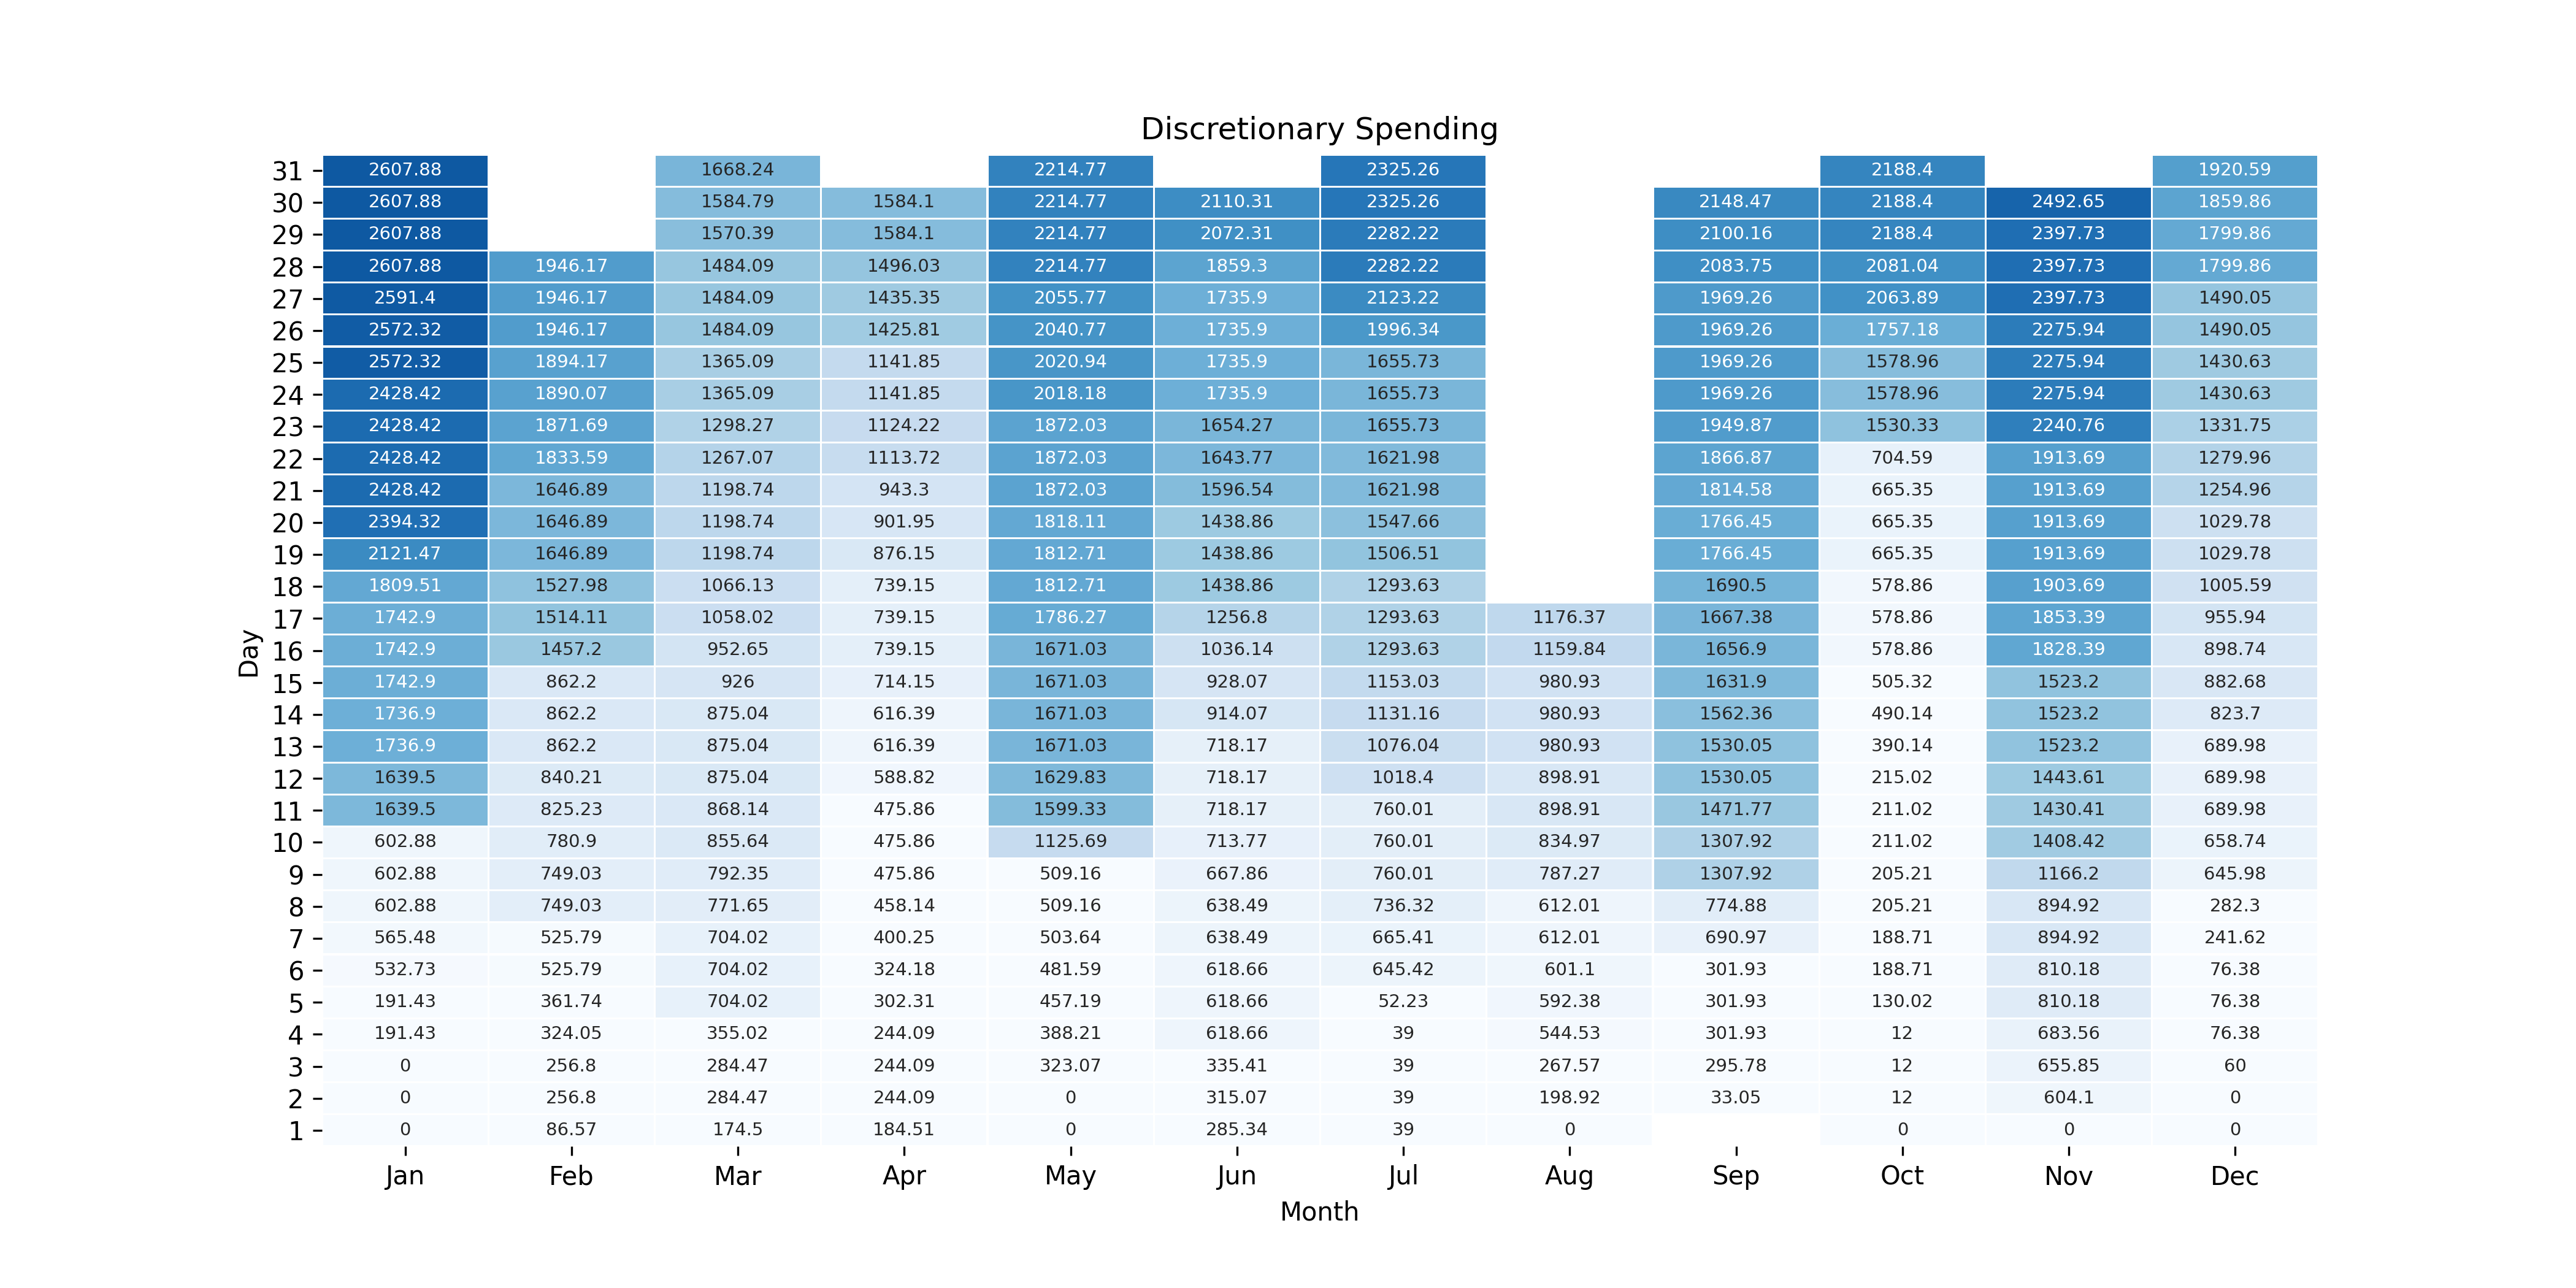 Discretionary Spending
31 2607.88 1668.24 2214.77 2325.26 2188.4 1920.59
30 2607.88 1584.79 1584.1 2214.77 2110.31 2325.26 2148.47 2188.4 2492.65 1859.86
29 2607.88 1570.39 1584.1 2214.77 2072.31 2282.22 2100.16 2188.4 2397.73 1799.86
28 2607.88 1946.17 1484.09 1496.03 2214.77 1859.3 2282.22 2083.75 2081.04 2397.73 1799.86
27 2591.4 1946.17 1484.09 1435.35 2055.77 1735.9 2123.22 1969.26 2063.89 2397.73 1490.05
26 2572.32 1946.17 1484.09 1425.81 2040.77 1735.9 1996.34 1969.26 1757.18 2275.94 1490.05
25 2572.32 1894.17 1365.09 1141.85 2020.94 1735.9 1655.73 1969.26 1578.96 2275.94 1430.63
24 2428.42 1890.07 1365.09 1141.85 2018.18 1735.9 1655.73 1969.26 1578.96 2275.94 1430.63
23 2428.42 1871.69 1298.27 1124.22 1872.03 1654.27 1655.73 1949.87 1530.33 2240.76 1331.75
22 2428.42 1833.59 1267.07 1113.72 1872.03 1643.77 1621.98 1866.87 704.59 1913.69 1279.96
21 2428.42 1646.89 1198.74 943.3 1872.03 1596.54 1621.98 1814.58 665.35 1913.69 1254.96
20 2394.32 1646.89 1198.74 901.95 1818.11 1438.86 1547.66 1766.45 665.35 1913.69 1029.78
19 2121.47 1646.89 1198.74 876.15 1812.71 1438.86 1506.51 1766.45 665.35 1913.69 1029.78
18 1809.51 1527.98 1066.13 739.15 1812.71 1438.86 1293.63 1690.5 578.86 1903.69 1005.59
17 1742.9 1514.11 1058.02 739.15 1786.27 1256.8 1293.63 1176.37 1667.38 578.86 1853.39 955.94
16 1742.9 1457.2 952.65 739.15 1671.03 1036.14 1293.63 1159.84 1656.9 578.86 1828.39 898.74
15 1742.9 862.2 926 714.15 1671.03 928.07 1153.03 980.93 1631.9 505.32 1523.2 882.68
14 1736.9 862.2 875.04 616.39 1671.03 914.07 1131.16 980.93 1562.36 490.14 1523.2 823.7
13 1736.9 862.2 875.04 616.39 1671.03 718.17 1076.04 980.93 1530.05 390.14 1523.2 689.98
12 1639.5 840.21 875.04 588.82 1629.83 718.17 1018.4 898.91 1530.05 215.02 1443.61 689.98
11 1639.5 825.23 868.14 475.86 1599.33 718.17 760.01 898.91 1471.77 211.02 1430.41 689.98
10 602.88 780.9 855.64 475.86 1125.69 713.77 760.01 834.97 1307.92 211.02 1408.42 658.74
9 602.88 749.03 792.35 475.86 509.16 667.86 760.01 787.27 1307.92 205.21 1166.2 645.98
8 602.88 749.03 771.65 458.14 509.16 638.49 736.32 612.01 774.88 205.21 894.92 282.3
7 565.48 525.79 704.02 400.25 503.64 638.49 665.41 612.01 690.97 188.71 894.92 241.62
6 532.73 525.79 704.02 324.18 481.59 618.66 645.42 601.1 301.93 188.71 810.18 76.38
5 191.43 361.74 704.02 302.31 457.19 618.66 52.23 592.38 301.93 130.02 810.18 76.38
4 191.43 324.05 355.02 244.09 388.21 618.66 39 544.53 301.93 12 683.56 76.38
3 0 256.8 284.47 244.09 323.07 335.41 39 267.57 295.78 12 655.85 60
2 0 256.8 284.47 244.09 0 315.07 39 198.92 33.05 12 604.1 0
1 0 86.57 174.5 184.51 0 285.34 39 0 0 0 0
Jan Feb Mar Apr May Jun Jul Aug Sep Oct Nov Dec
Month
Day